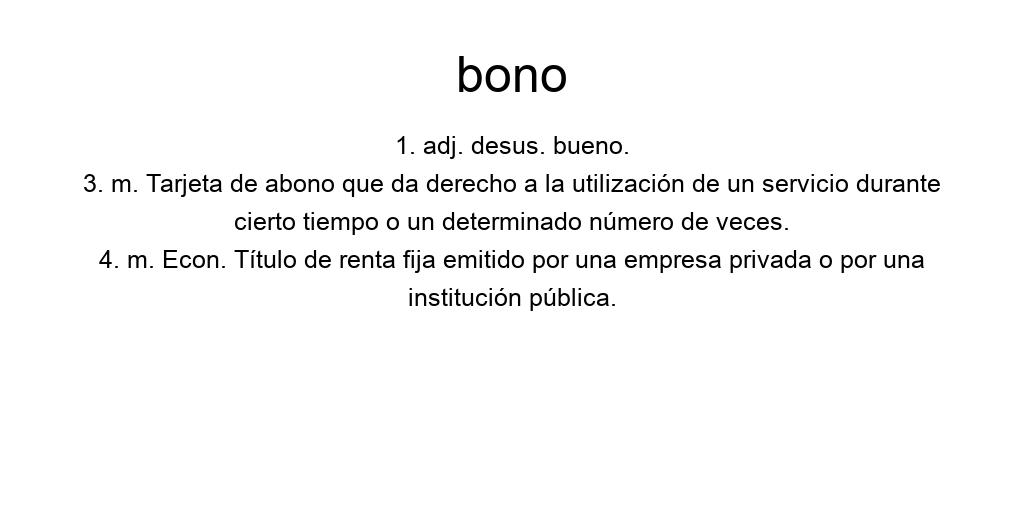 bono
1. adj. desus. bueno.
3. m. Tarjeta de abono que da derecho a la utilización de un servicio durante
cierto tiempo o un determinado número de veces.
4. m. Econ. Título de renta fija emitido por una empresa privada o por una
institución pública.